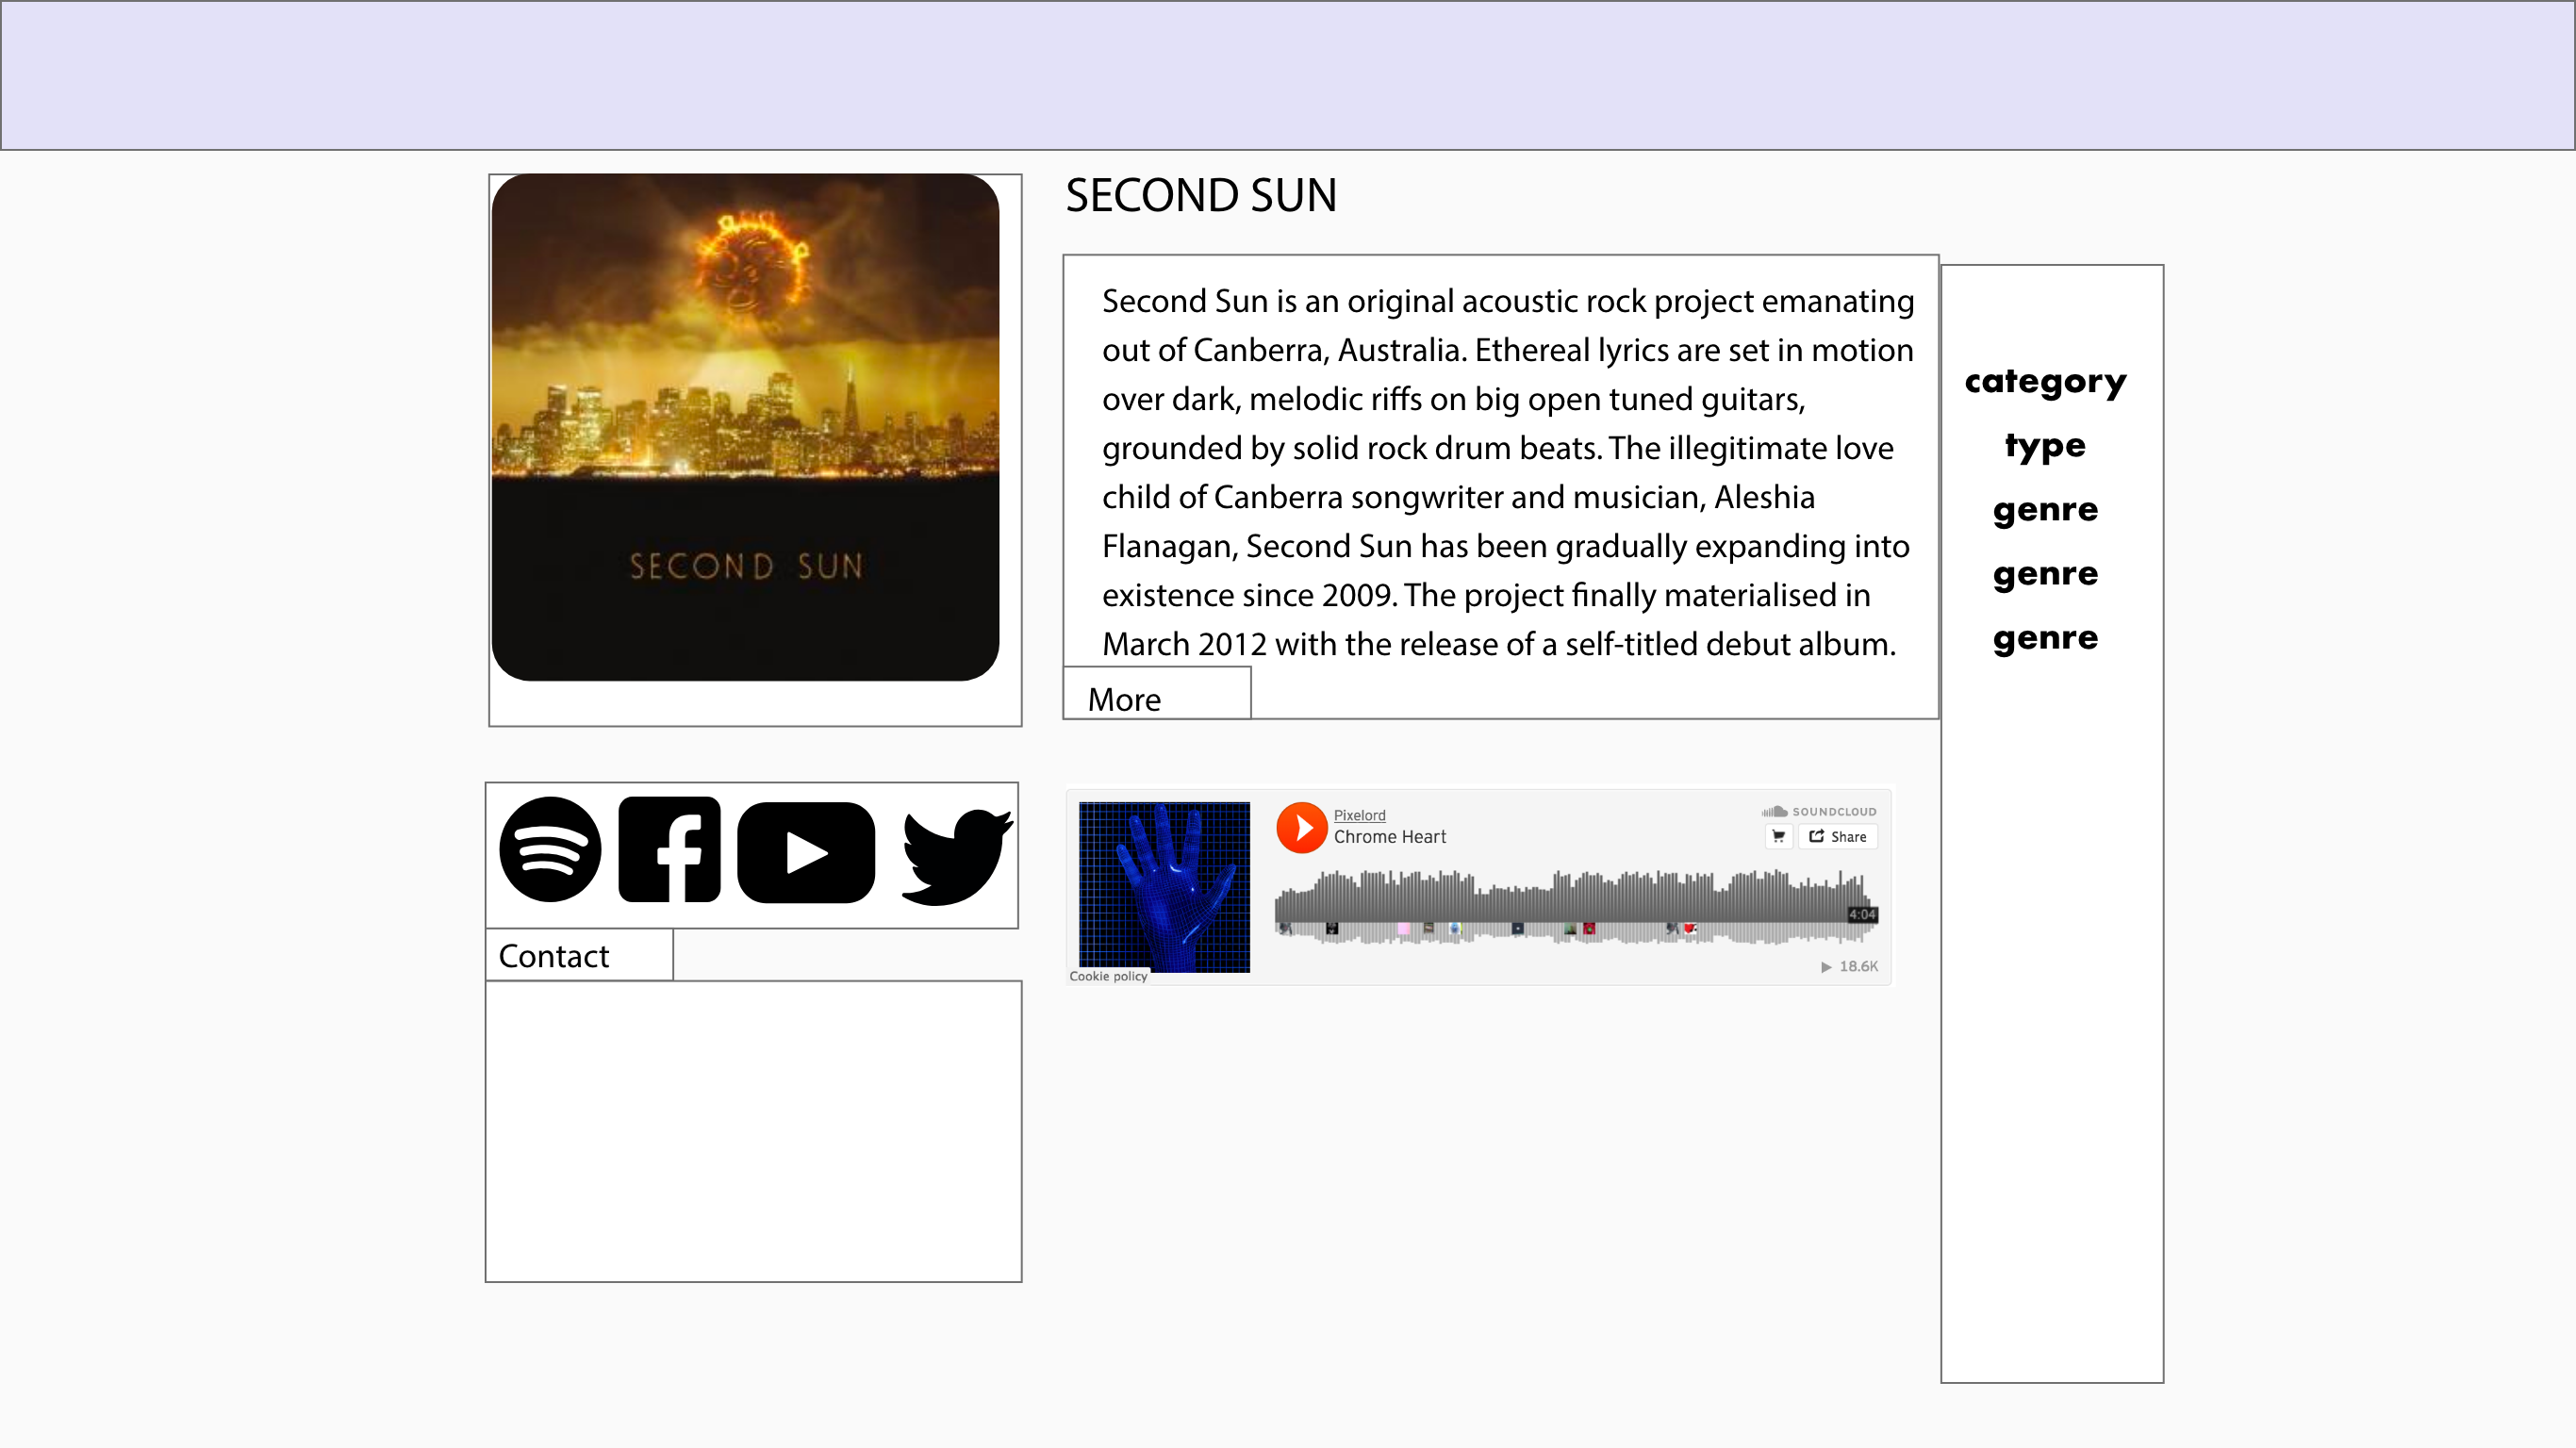 SECOND SUN
SECOND SUN
Second Sun is an original acoustic rock project emanating
out of Canberra, Australia. Ethereal lyrics are set in motion
over dark, melodic riffs on big open tuned guitars,
grounded by solid rock drum beats. The illegitimate love
child of Canberra songwriter and musician, Aleshia
Flanagan, Second Sun has been gradually expanding into
existence since 2009. The project finally materialised in
March 2012 with the release of a self-titled debut album.
More
category
type
genre
genre
genre
Contact
Pixelord
Chrome Heart
SOUNDCLOUD
Share
4:04
18.6K
Cookie policy